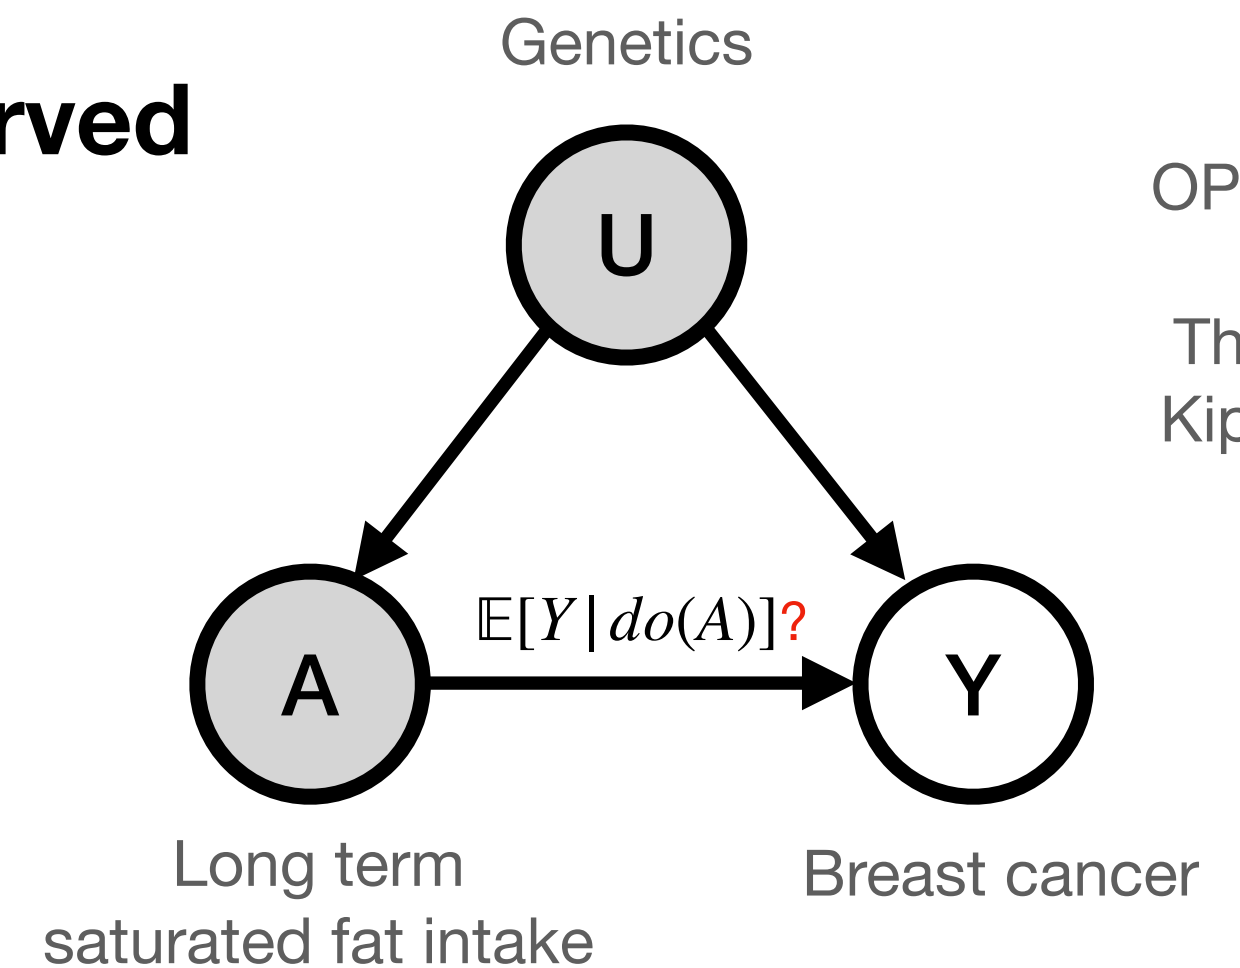 Genetics
rved
U
OP
Th
Kip
𝔼[Y|do(A)]?
A
Y
Long term
saturated fat intake
Breast cancer